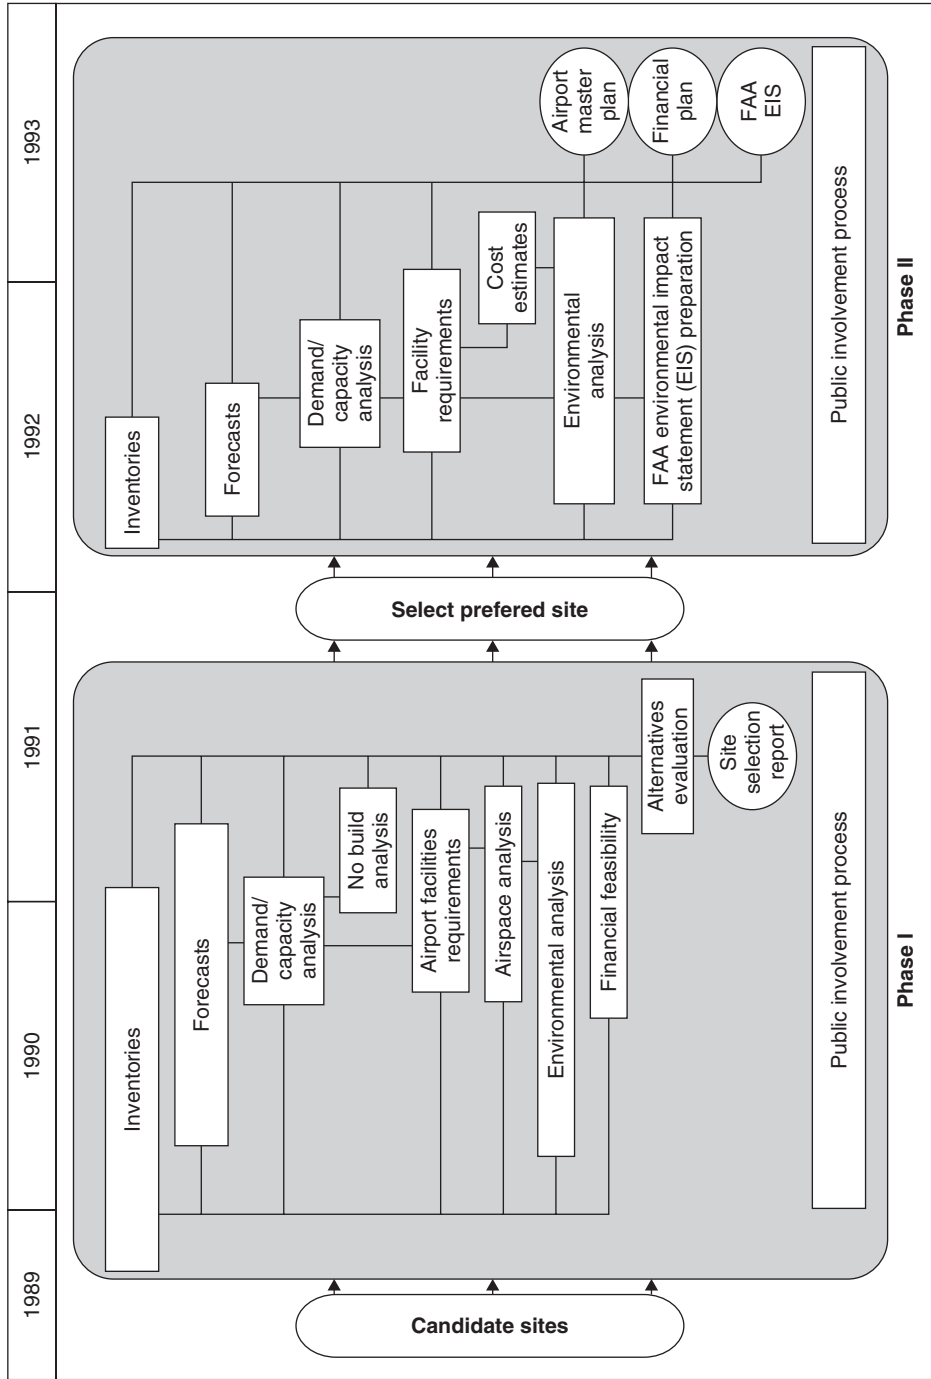 1989
1990
1991
1992
1993
Candidate sites
Inventories
Forecasts
Demand/
capacity
analysis
No build
analysis
Airport facilities
requirements
Airspace analysis
Environmental analysis
Financial feasibility
Alternatives
evaluation
Site
selection
report
Public involvement process
Phase I
Select prefered site
Inventories
Forecasts
Demand/
capacity
analysis
Facility
requirements
Cost
estimates
Environmental
analysis
FAA environmental impact
statement (EIS) preparation
Airport
master
plan
Financial
plan
FAA
EIS
Public involvement process
Phase II